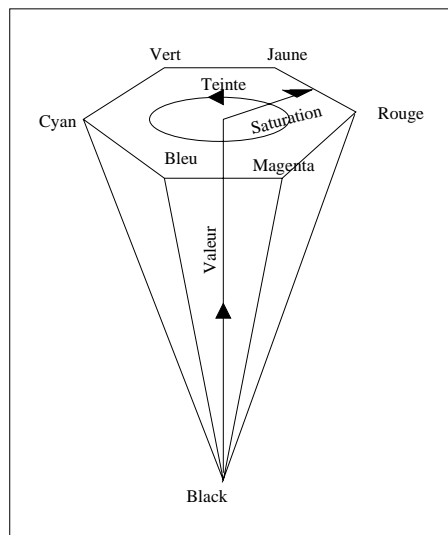 Vert
Jaune
Teinte
Cyan
Saturation
Rouge
Bleu
Magenta
Valeur
Black